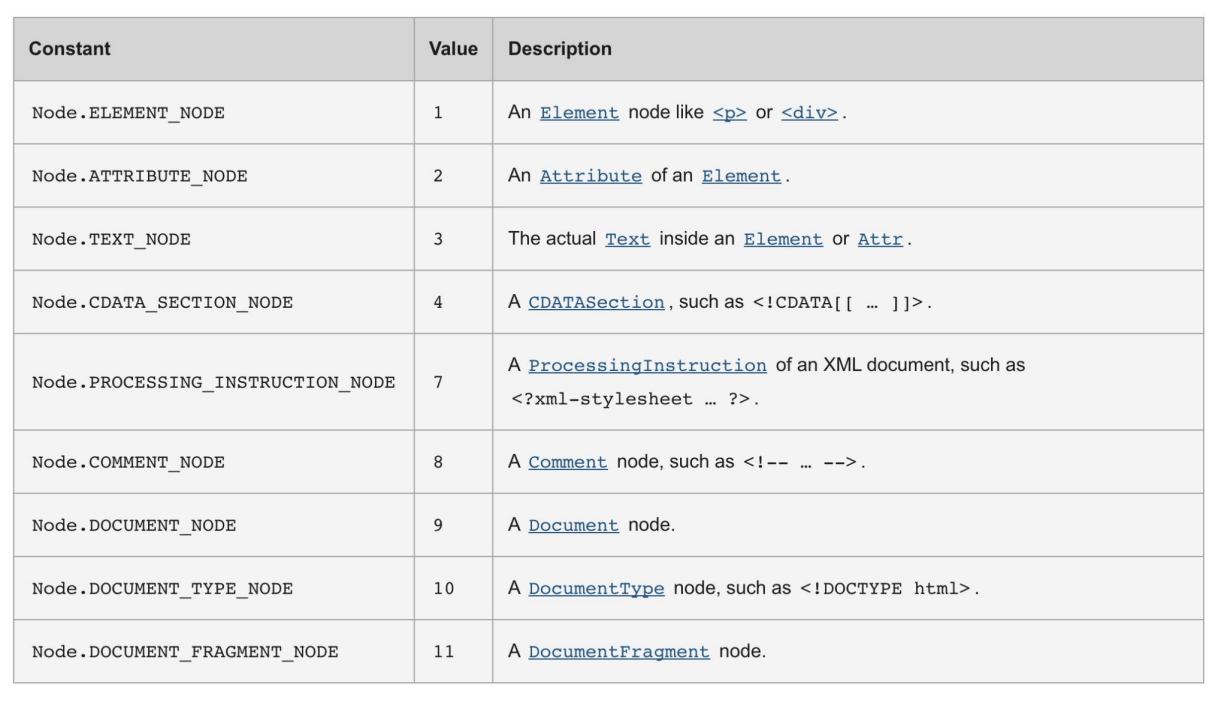 Constant Value Description
Node.ELEMENT_NODE 1 An Element node like <p> or <div>.
Node.ATTRIBUTE_NODE 2 An Attribute of an Element.
Node.TEXT_NODE 3 The actual Text inside an Element or Attr.
Node.CDATA_SECTION_NODE 4 A CDATASection, such as <!CDATA[[ … ]]>.
Node.PROCESSING_INSTRUCTION_NODE 7 A ProcessingInstruction of an XML document, such as
<?xml-stylesheet … ?>.
Node.COMMENT_NODE 8 A Comment node, such as <!-- … -->.
Node.DOCUMENT_NODE 9 A Document node.
Node.DOCUMENT_TYPE_NODE 10 A DocumentType node, such as <!DOCTYPE html>.
Node.DOCUMENT_FRAGMENT_NODE 11 A DocumentFragment node.